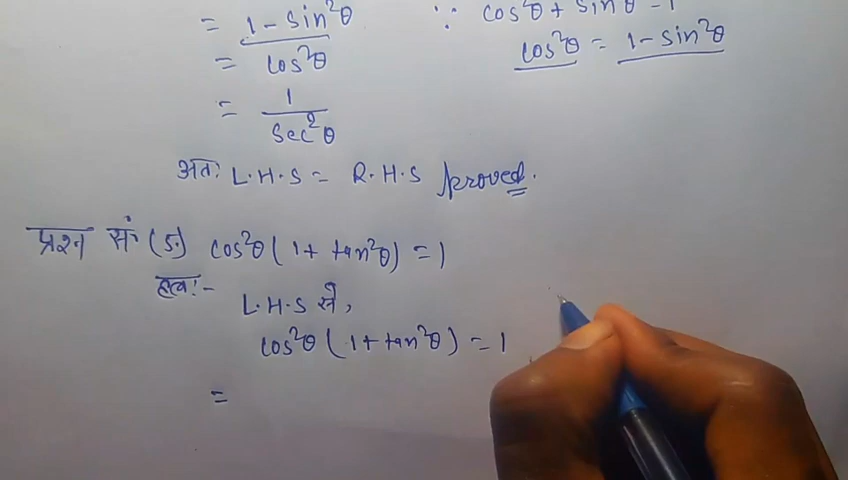 = 1 - Sin²θ ∵ cos²θ + sin²θ = 1
= cos²θ cos²θ = 1 - sin²θ
= 1 / Sec²θ
अतः L.H.S = R.H.S proved.
प्रश्न सं. (5.) cos²θ (1 + tan²θ) = 1
हलः-
L.H.S से,
cos²θ (1 + tan²θ) = 1
=